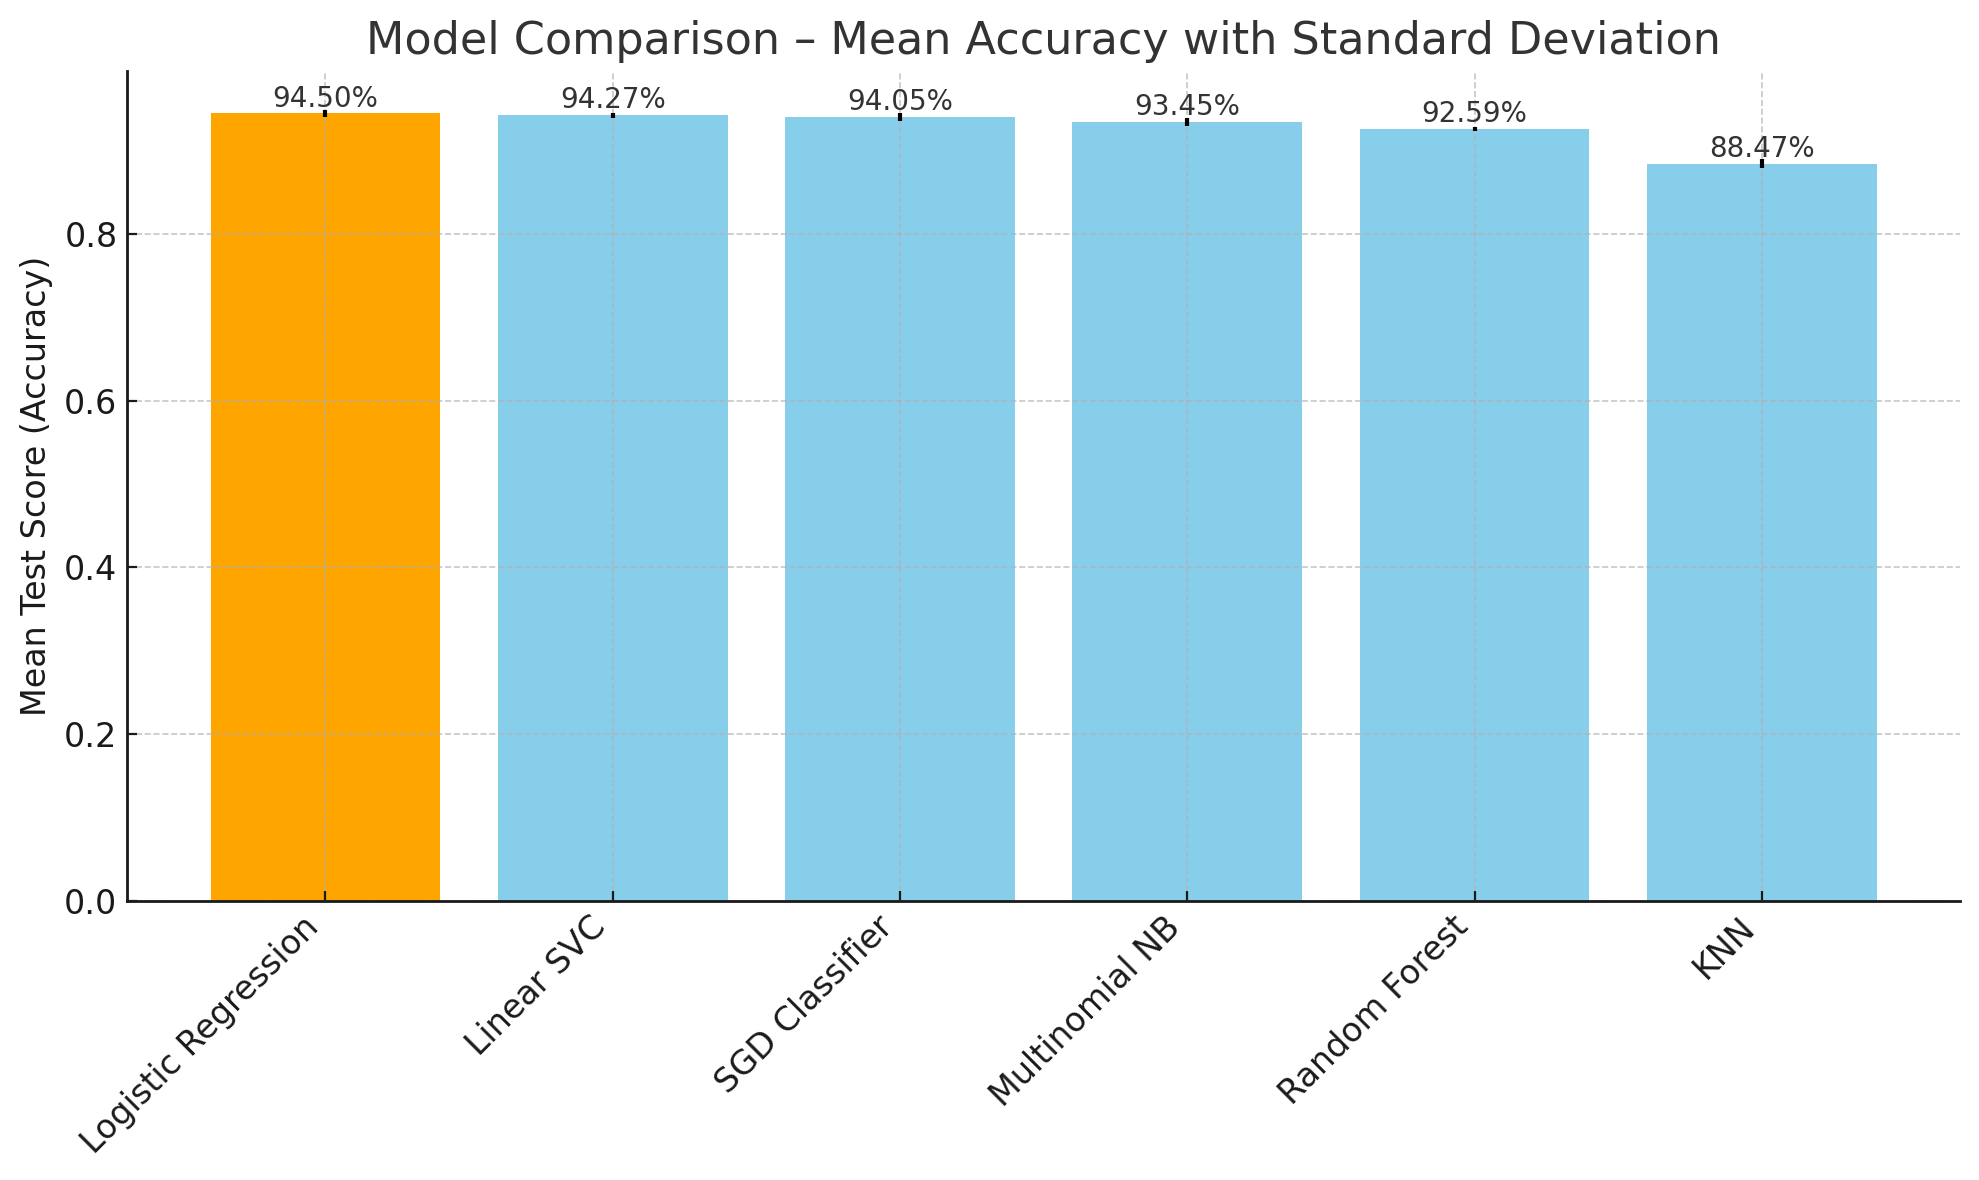 Model Comparison – Mean Accuracy with Standard Deviation
94.50%
94.27%
94.05%
93.45%
92.59%
88.47%
Mean Test Score (Accuracy)
0.8
0.6
0.4
0.2
0.0
Logistic Regression
Linear SVC
SGD Classifier
Multinomial NB
Random Forest
KNN